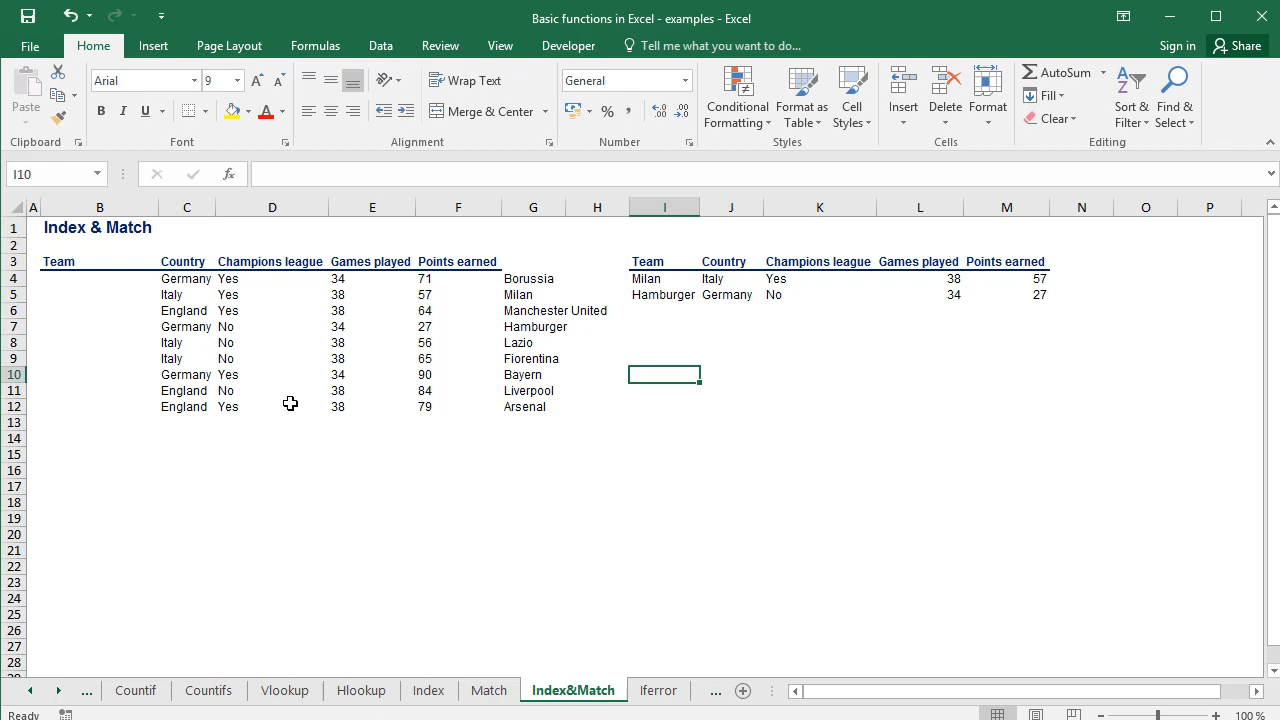 Basic functions in Excel - examples - Excel
File Home Insert Page Layout Formulas Data Review View Developer Tell me what you want to do... Sign in Share
Paste
Arial 9
Wrap Text
General
Conditional Formatting
Format as Table
Cell Styles
Insert Delete Format
AutoSum
Fill
Clear
Sort & Filter
Find & Select
B I U
Merge & Center
Clipboard Font Alignment Number Styles Cells Editing
I10 fx
A B C D E F G H I J K L M N O P
1 Index & Match
2
3 Team Country Champions league Games played Points earned Team Country Champions league Games played Points earned
4 Germany Yes 34 71 Borussia Milan Italy Yes 38 57
5 Italy Yes 38 57 Milan Hamburger Germany No 34 27
6 England Yes 38 64 Manchester United
7 Germany No 34 27 Hamburger
8 Italy No 38 56 Lazio
9 Italy No 38 65 Fiorentina
10 Germany Yes 34 90 Bayern
11 England No 38 84 Liverpool
12 England Yes 38 79 Arsenal
13
14
15
16
17
18
19
20
21
22
23
24
25
26
27
28
... Countif Countifs Vlookup Hlookup Index Match Index&Match Iferror ...
Ready 100 %